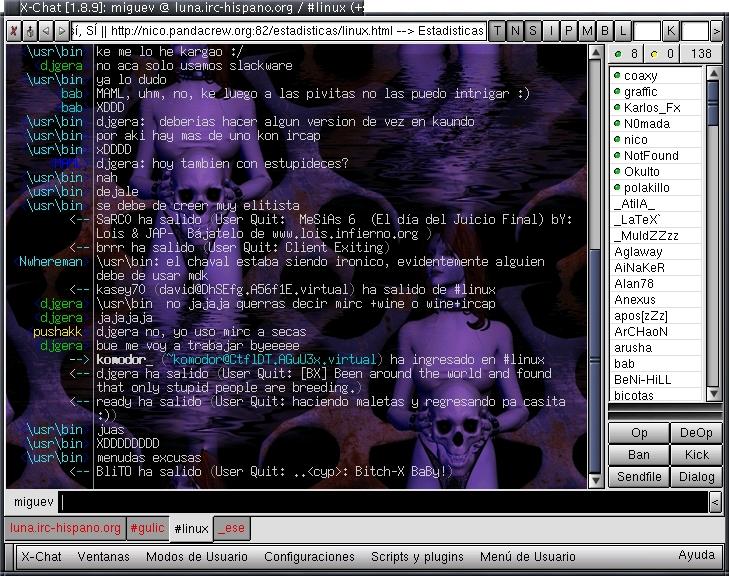 X-Chat [1.8.9]: miguev @ luna.irc-hispano.org / #linux (+
X sí, SÍ || http://nico.pandacrew.org:82/estadisticas/linux.html --> Estadisticas T N S I P M B L K
8 0 138
\usr\bin ke me lo he kargao :/
djgera no aca solo usamos slackware
\usr\bin ya lo dudo
bab MAML, uhm, no, ke luego a las pivitas no las puedo intrigar :)
bab XDDD
\usr\bin djgera: deberias hacer algun version de vez en kaundo
\usr\bin por aki hay mas de uno kon ircap
\usr\bin xDDDD
MAML djgera: hoy tambien con estupideces?
\usr\bin nah
\usr\bin dejale
\usr\bin se debe de creer muy elitista
<-- SaRCO ha salido (User Quit: MeSiAs 6 (El día del Juicio Final) bY:
Lois & JAP- Bájatelo de www.lois.infierno.org )
<-- brrr ha salido (User Quit: Client Exiting)
Nwhereman \usr\bin: el chaval estaba siendo ironico, evidentemente alguien
debe de usar mdk
<-- kasey70 (david@DhSEfg.A56f1E.virtual) ha salido de #linux
djgera \usr\bin no jajaja querras decir mirc +wine o wine+ircap
djgera jajajaja
pushakk djgera no, yo uso mirc a secas
djgera bue me voy a trabajar byeeeee
--> komodor_ (~komodor@CtflDT.AGuU3x.virtual) ha ingresado en #linux
<-- djgera ha salido (User Quit: [BX] Been around the world and found
that only stupid people are breeding.)
<-- ready ha salido (User Quit: haciendo maletas y regresando pa casita
:))
\usr\bin juas
\usr\bin XDDDDDDDD
\usr\bin menudas excusas
<-- BliTO ha salido (User Quit: ..<cyp>: Bitch-X BaBy!)
coaxy
graffic
Karlos_Fx
N0mada
nico
NotFound
Okulto
polakillo
_AtilA_
_LaTeX`
_MuldZZzz
Aglaway
AiNaKeR
Alan78
Anexus
apos[zZz]
ArCHaoN
arusha
bab
BeNi-HiLL
bicotas
Op DeOp
Ban Kick
Sendfile Dialog
miguev <
luna.irc-hispano.org #gulic #linux _ese
X-Chat Ventanas Modos de Usuario Configuraciones Scripts y plugins Menú de Usuario Ayuda